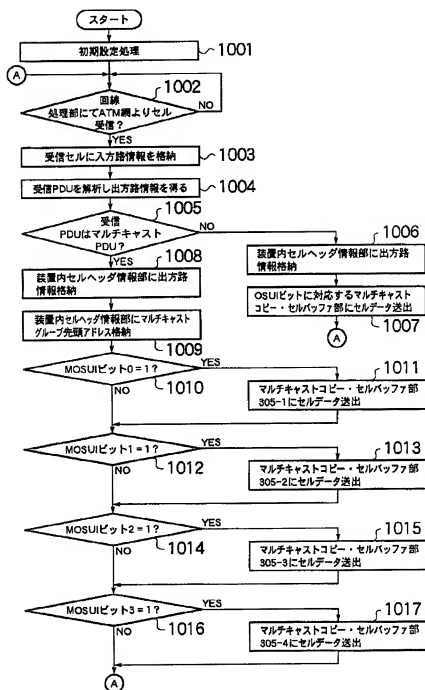 スタート
初期設定処理
1001
A
1002
回線
処理部にてATM網よりセル
受信?
NO
YES
受信セルに入方路情報を格納
1003
受信PDUを解析し出方路情報を得る
1004
1005
受信
PDUはマルチキャスト
PDU?
NO
YES
1006
装置内セルヘッダ情報部に出方路
情報格納
OSUIビットに対応するマルチキャスト
コピー・セルバッファ部にセルデータ送出
1007
A
1008
装置内セルヘッダ情報部に出方路
情報格納
装置内セルヘッダ情報部にマルチキャスト
グループ先頭アドレス格納
1009
MOSUIビット0=1?
YES
NO
1010
1011
マルチキャストコピー・セルバッファ部
305-1にセルデータ送出
MOSUIビット1=1?
YES
NO
1012
1013
マルチキャストコピー・セルバッファ部
305-2にセルデータ送出
MOSUIビット2=1?
YES
NO
1014
1015
マルチキャストコピー・セルバッファ部
305-3にセルデータ送出
MOSUIビット3=1?
YES
NO
1016
1017
マルチキャストコピー・セルバッファ部
305-4にセルデータ送出
A